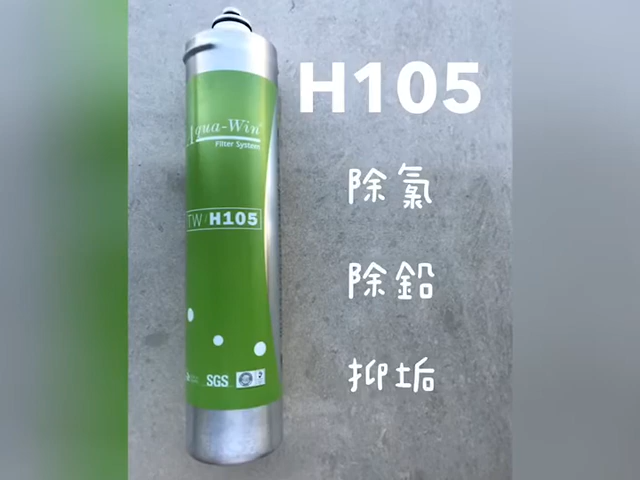 H105
除氯
除鉛
抑垢
Aqua-Win
Filter System
TW/H105
SGS